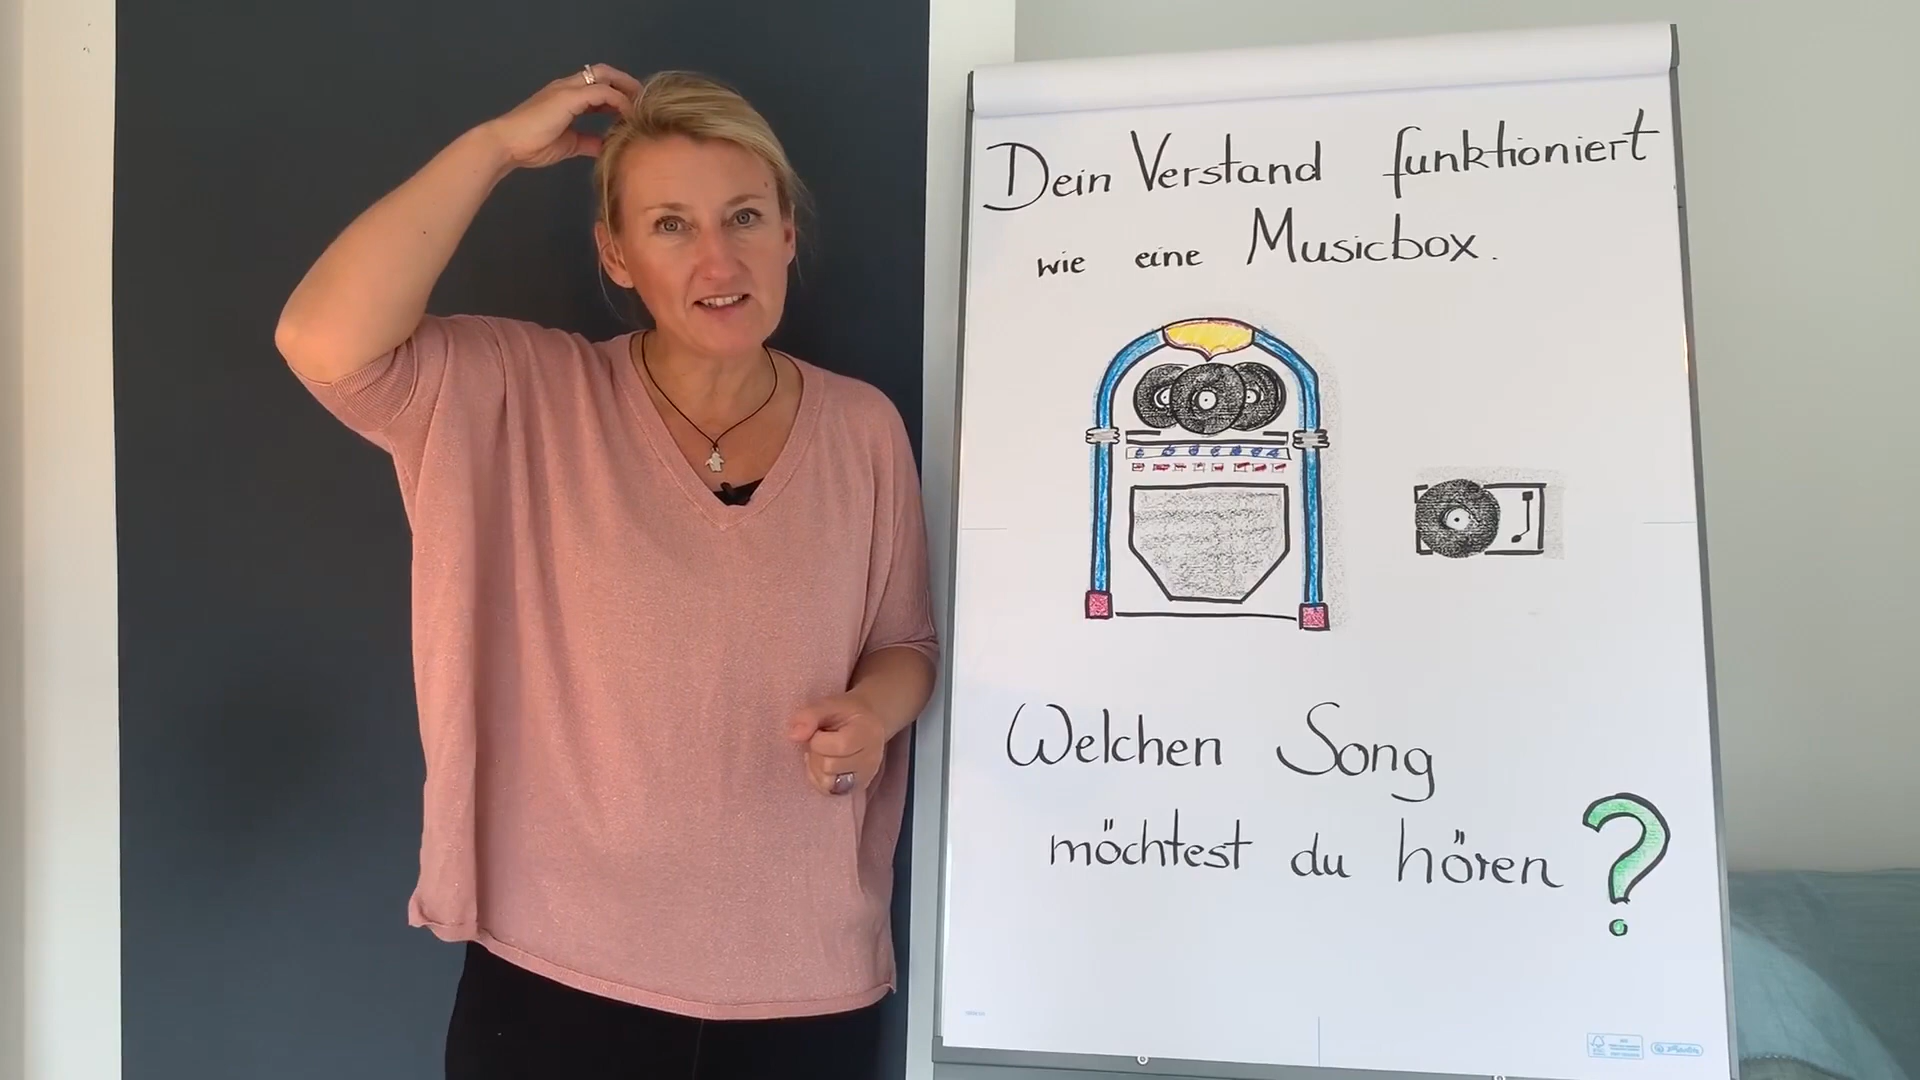 Dein Verstand funktioniert
wie eine Musicbox.
Welchen Song
möchtest du hören?